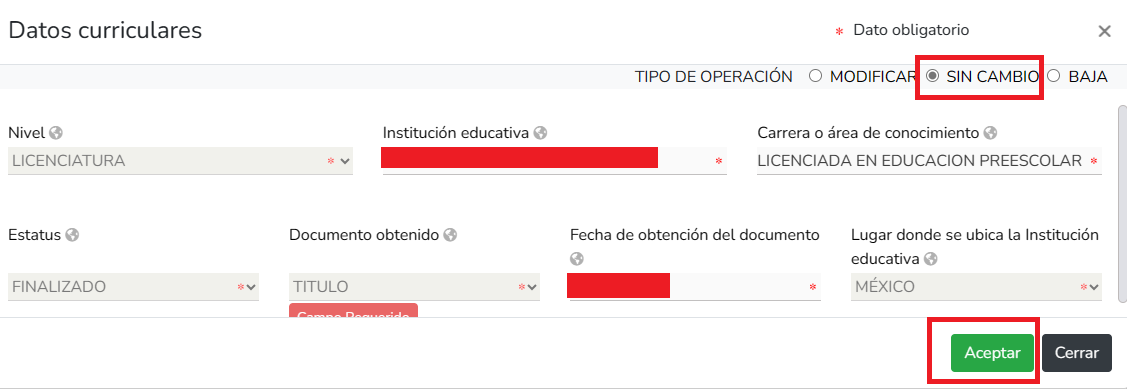 Datos curriculares
* Dato obligatorio ×
TIPO DE OPERACIÓN MODIFICAR SIN CAMBIO BAJA
Nivel Institución educativa Carrera o área de conocimiento
LICENCIATURA * * LICENCIADA EN EDUCACION PREESCOLAR *
Estatus Documento obtenido Fecha de obtención del documento Lugar donde se ubica la Institución
educativa
FINALIZADO * TITULO * * MÉXICO *
Campo Requerido
Aceptar Cerrar